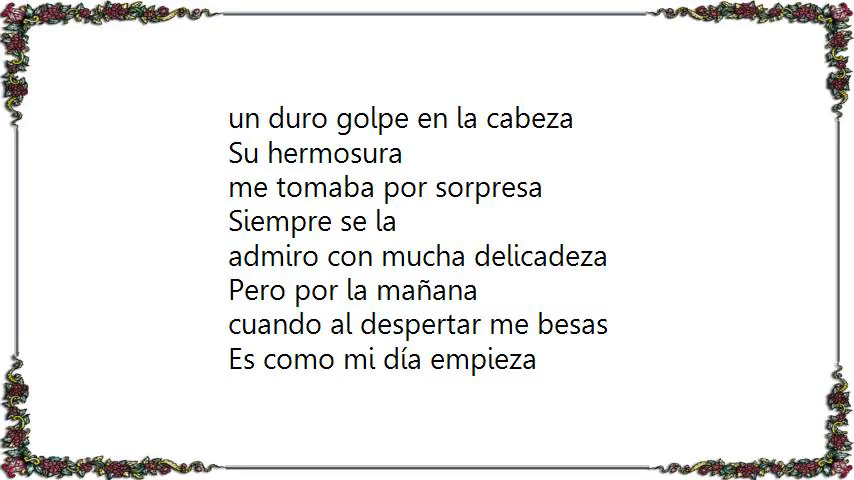 un duro golpe en la cabeza
Su hermosura
me tomaba por sorpresa
Siempre se la
admiro con mucha delicadeza
Pero por la mañana
cuando al despertar me besas
Es como mi día empieza